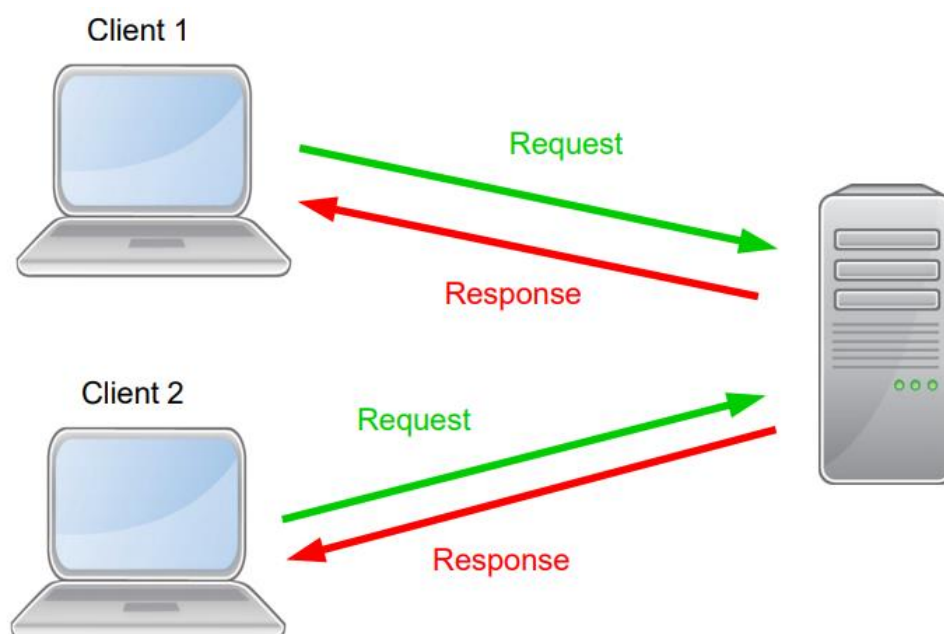 Client 1
Request
Response
Client 2
Request
Response